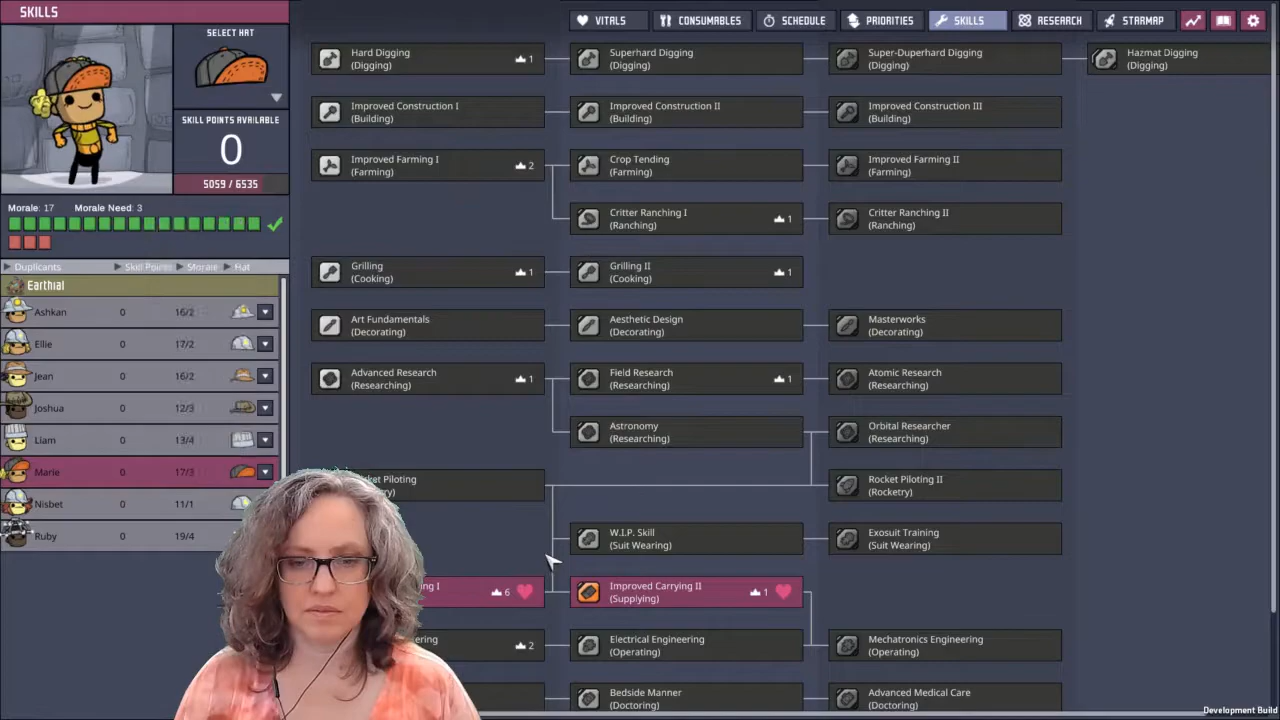 SKILLS
SELECT HAT
SKILL POINTS AVAILABLE
0
5059 / 6535
Morale: 17 Morale Need: 3
Duplicants Skill Points Morale Hat
Earthial
Ashkan 0 16/2
Ellie 0 17/2
Jean 0 16/2
Joshua 0 12/3
Liam 0 13/4
Marie 0 17/3
Nisbet 0 11/1
Ruby 0 19/4
VITALS CONSUMABLES SCHEDULE PRIORITIES SKILLS RESEARCH STARMAP
Hard Digging
(Digging)
1
Superhard Digging
(Digging)
Super-Duperhard Digging
(Digging)
Hazmat Digging
(Digging)
Improved Construction I
(Building)
Improved Construction II
(Building)
Improved Construction III
(Building)
Improved Farming I
(Farming)
2
Crop Tending
(Farming)
Improved Farming II
(Farming)
Critter Ranching I
(Ranching)
1
Critter Ranching II
(Ranching)
Grilling
(Cooking)
1
Grilling II
(Cooking)
1
Art Fundamentals
(Decorating)
Aesthetic Design
(Decorating)
Masterworks
(Decorating)
Advanced Research
(Researching)
1
Field Research
(Researching)
1
Atomic Research
(Researching)
Astronomy
(Researching)
Orbital Researcher
(Researching)
Piloting
Rocket Piloting II
(Rocketry)
W.I.P. Skill
(Suit Wearing)
Exosuit Training
(Suit Wearing)
I
6
Improved Carrying II
(Supplying)
1
2
Electrical Engineering
(Operating)
Mechatronics Engineering
(Operating)
Bedside Manner
(Doctoring)
Advanced Medical Care
(Doctoring)
Development Build